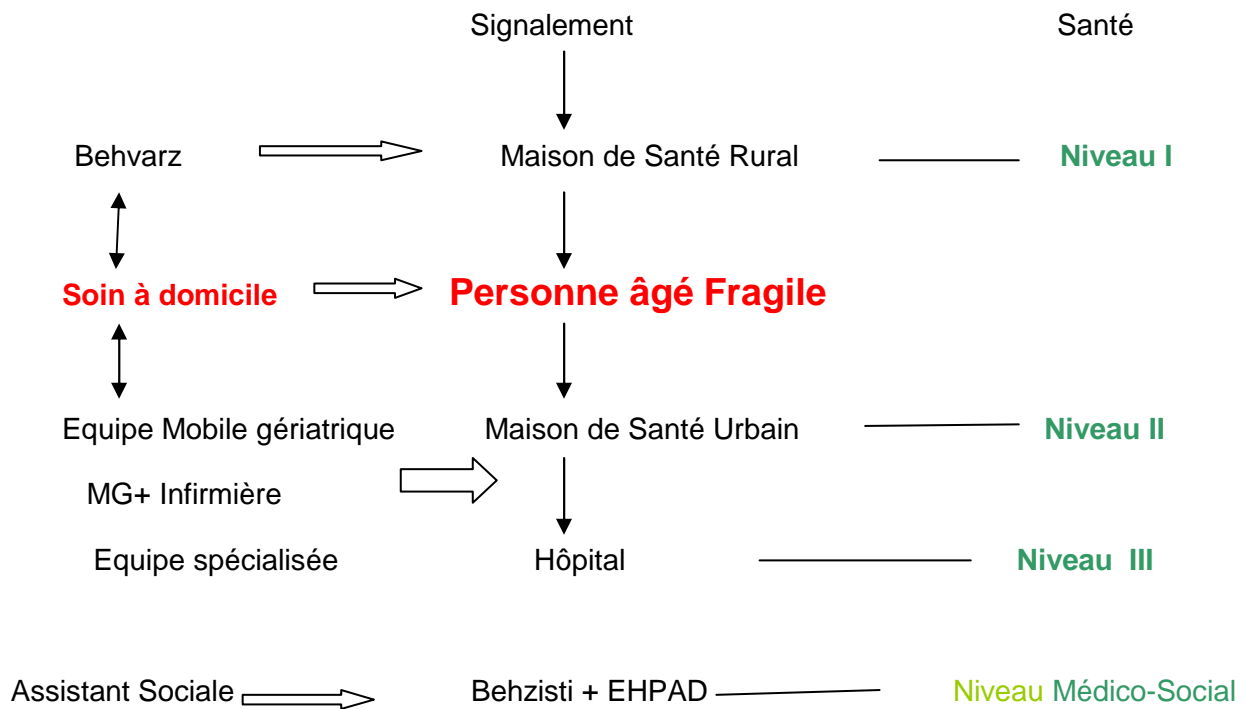 Signalement Santé
Behvarz Maison de Santé Rural Niveau I
Soin à domicile Personne âgé Fragile
Equipe Mobile gériatrique Maison de Santé Urbain Niveau II
MG+ Infirmière
Equipe spécialisée Hôpital Niveau III
Assistant Sociale Behzisti + EHPAD Niveau Médico-Social